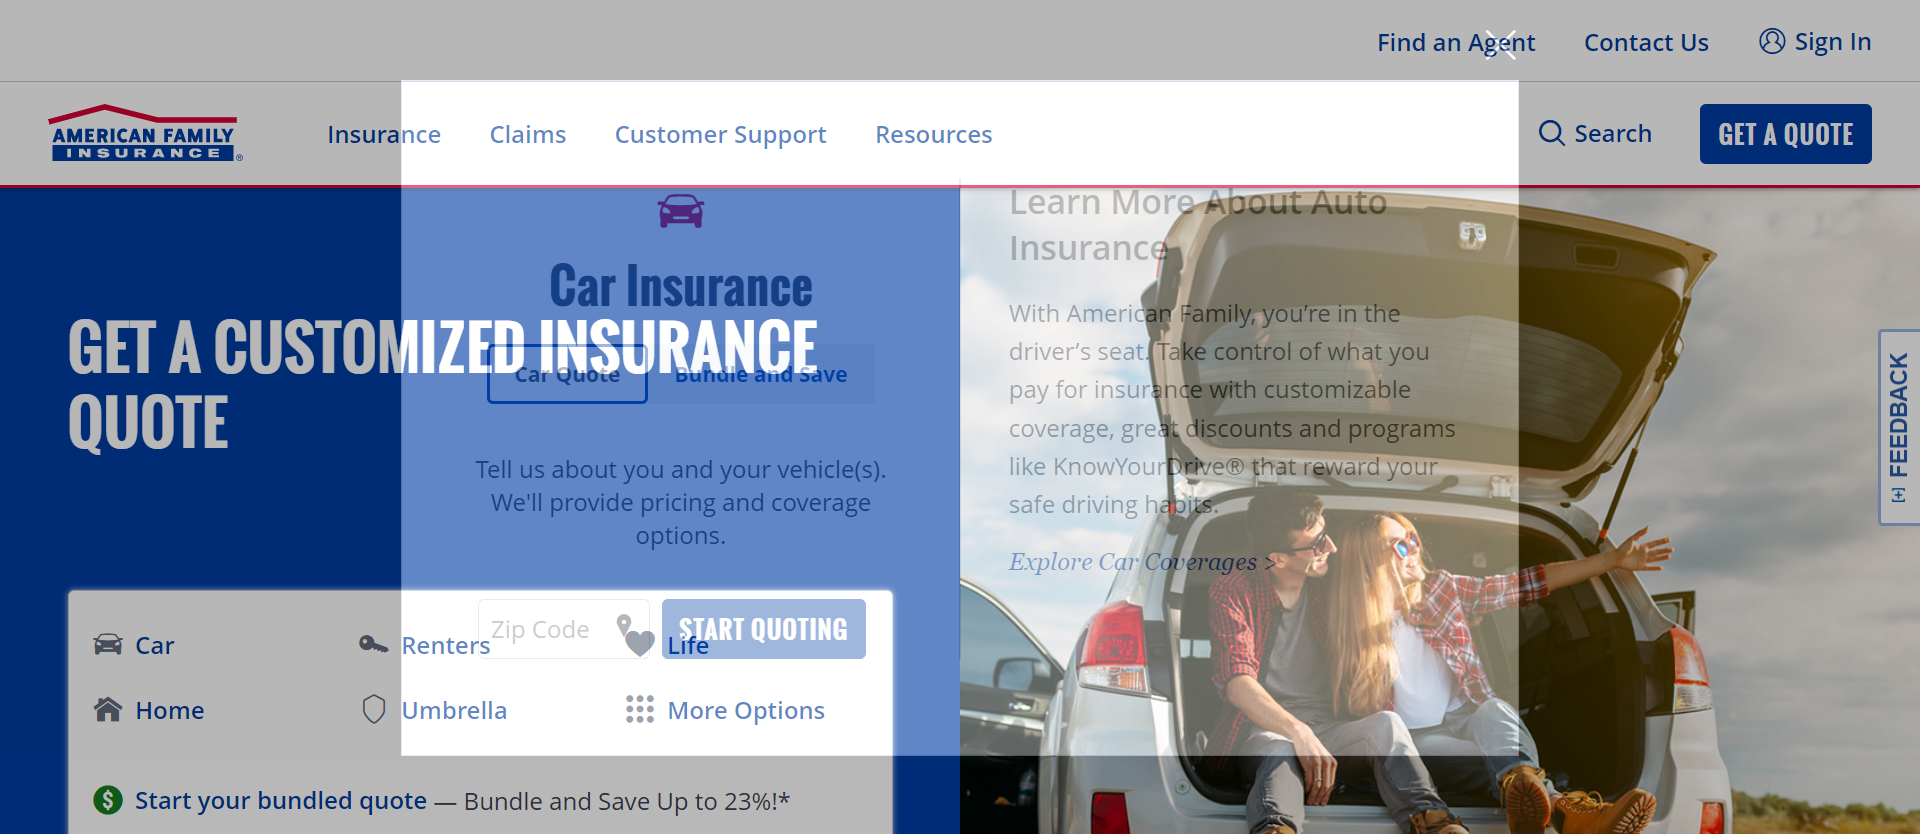 Find an Agent
Contact Us
Sign In
AMERICAN FAMILY
INSURANCE ®
Insurance
Claims
Customer Support
Resources
Search
GET A QUOTE
Car Insurance
GET A CUSTOMIZED INSURANCE
QUOTE
Car Quote
Bundle and Save
Tell us about you and your vehicle(s).
We'll provide pricing and coverage
options.
Zip Code
START QUOTING
Learn More About Auto
Insurance
With American Family, you’re in the
driver’s seat. Take control of what you
pay for insurance with customizable
coverage, great discounts and programs
like KnowYourDrive® that reward your
safe driving habits.
Explore Car Coverages >
Car
Renters
Life
Home
Umbrella
More Options
Start your bundled quote — Bundle and Save Up to 23%!*
[+] FEEDBACK